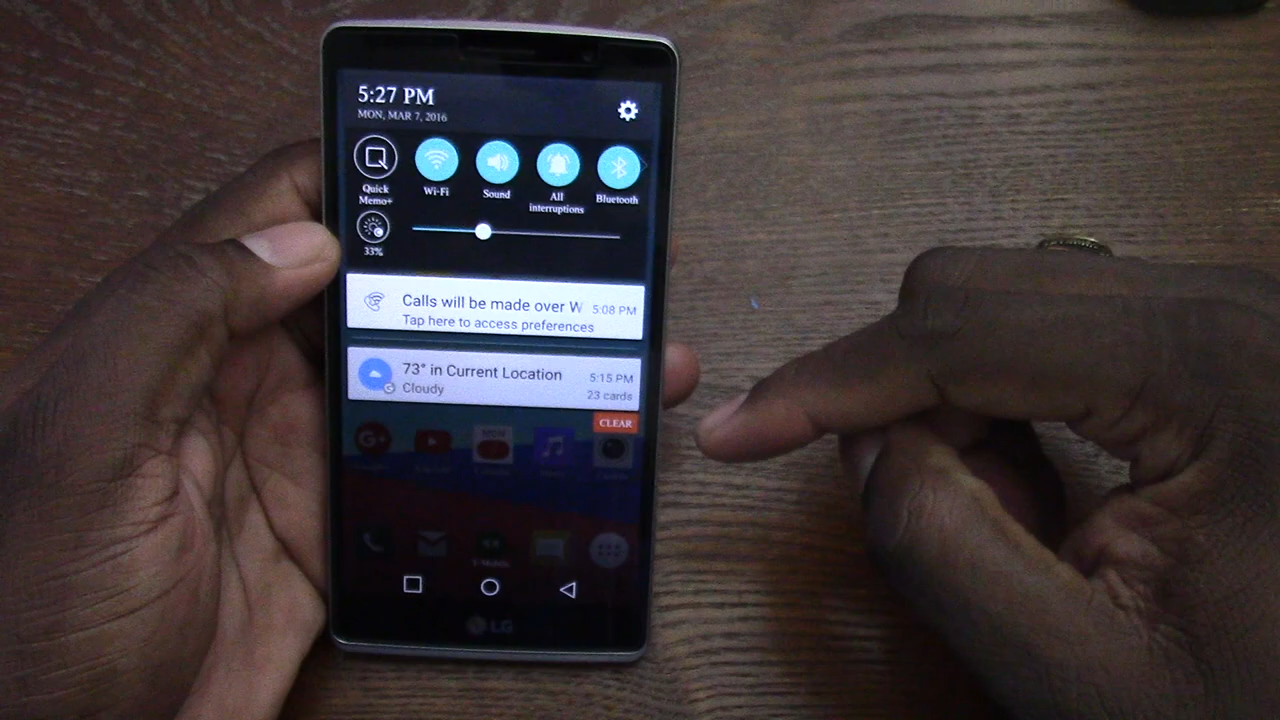 5:27 PM
MON, MAR 7, 2016
Quick
Memo+
Wi-Fi
Sound
All
interruptions
Bluetooth
33%
Calls will be made over W
5:08 PM
Tap here to access preferences
73° in Current Location
5:15 PM
Cloudy
23 cards
CLEAR
G+
LG